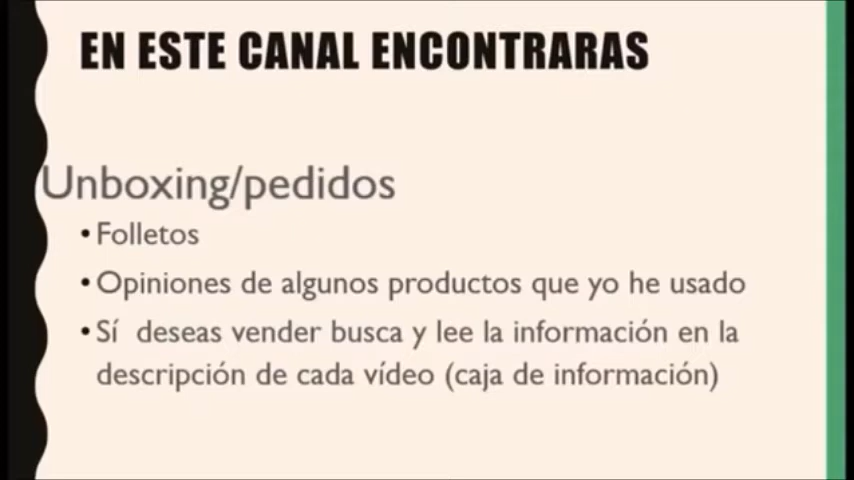 EN ESTE CANAL ENCONTRARAS
Unboxing/pedidos
• Folletos
• Opiniones de algunos productos que yo he usado
• Sí deseas vender busca y lee la información en la
descripción de cada vídeo (caja de información)